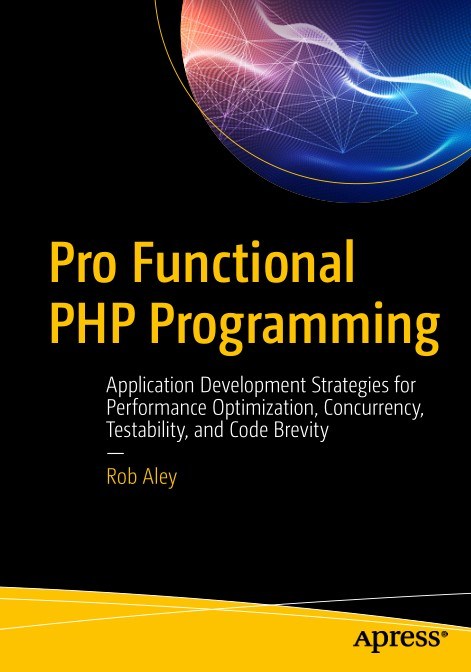 Pro Functional
PHP Programming
Application Development Strategies for
Performance Optimization, Concurrency,
Testability, and Code Brevity
—
Rob Aley
Apress®